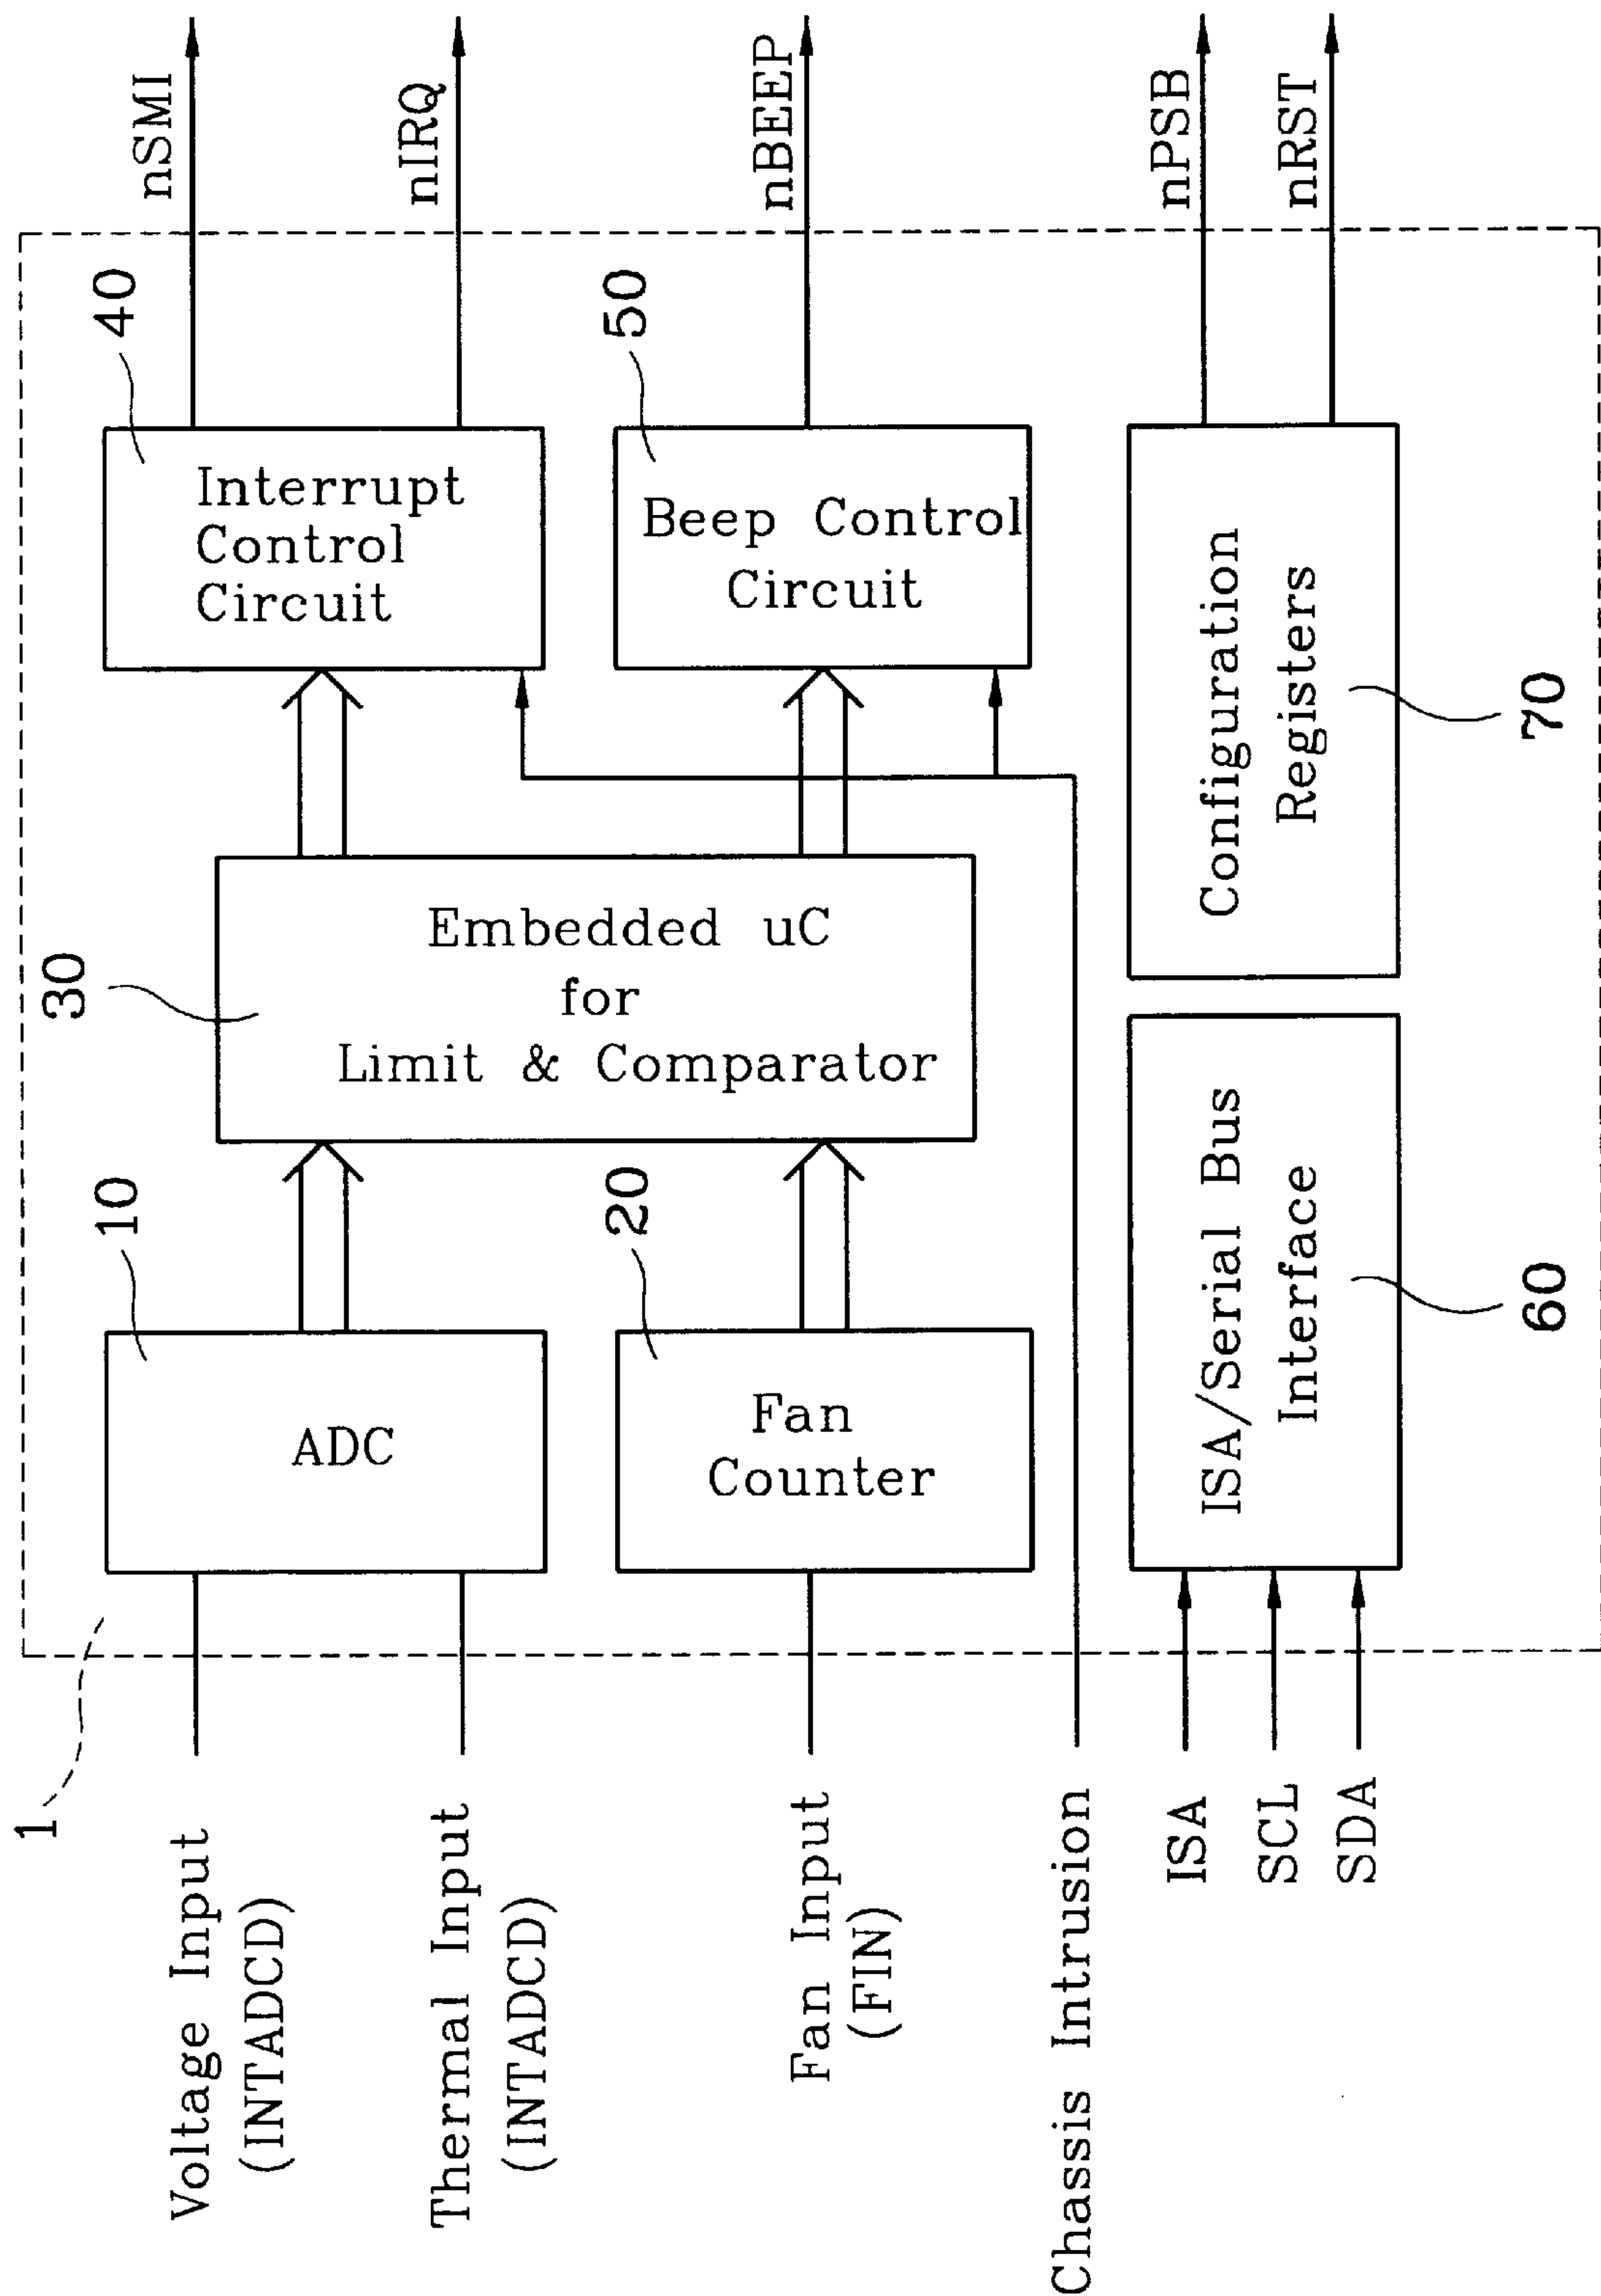 nSMI
nIRQ
nBEEP
nPSB
nRST
40
50
Interrupt
Control
Circuit
Beep Control
Circuit
Configuration
Registers
70
30
Embedded uC
for
Limit & Comparator
10
20
ADC
Fan
Counter
ISA/Serial Bus
Interface
60
1
Voltage Input
(INTADCD)
Thermal Input
(INTADCD)
Fan Input
(FIN)
Chassis Intrusion
ISA
SCL
SDA